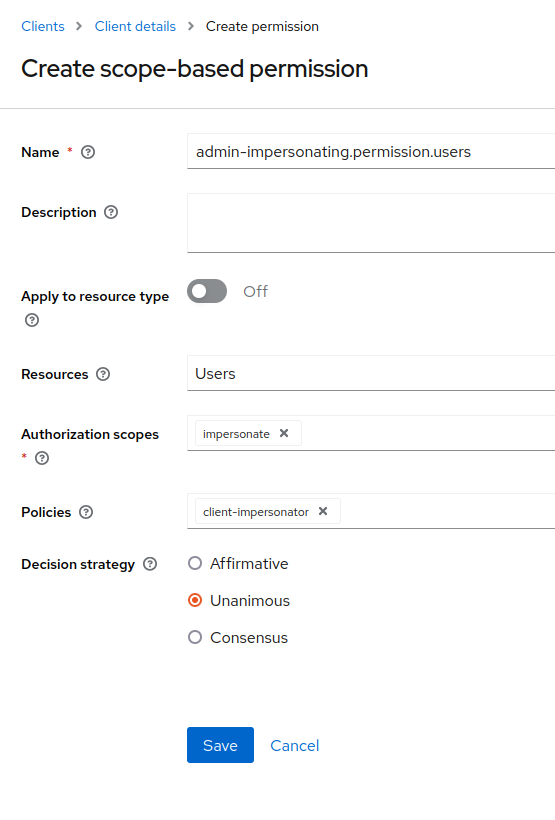 Clients > Client details > Create permission
Create scope-based permission
Name *
admin-impersonating.permission.users
Description
Apply to resource type
Off
Resources
Users
Authorization scopes *
impersonate
Policies
client-impersonator
Decision strategy
Affirmative
Unanimous
Consensus
Save Cancel